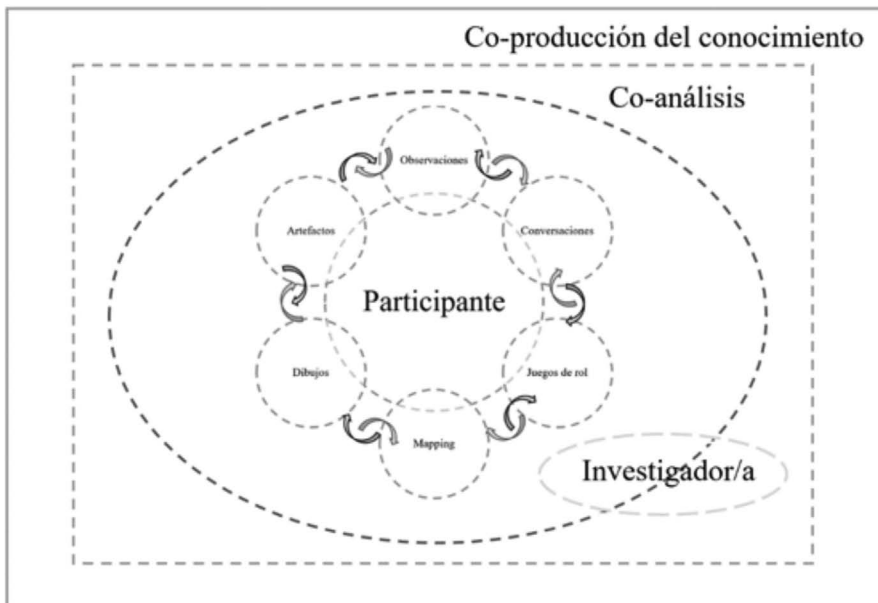 Co-producción del conocimiento
Co-análisis
Observaciones
Artefactos
Conversaciones
Participante
Dibujos
Juegos de rol
Mapping
Investigador/a